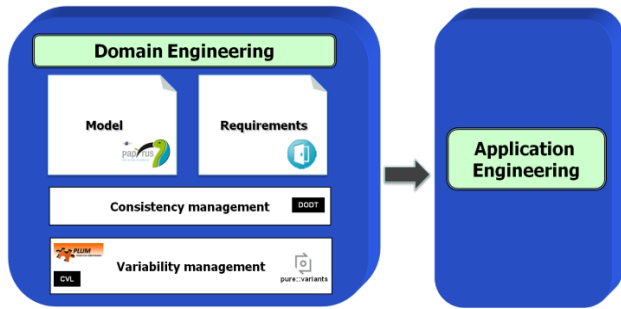 Domain Engineering
Model
Requirements
papyrus
Consistency management
DODT
PLUM
CVL
Variability management
pure::variants
Application
Engineering